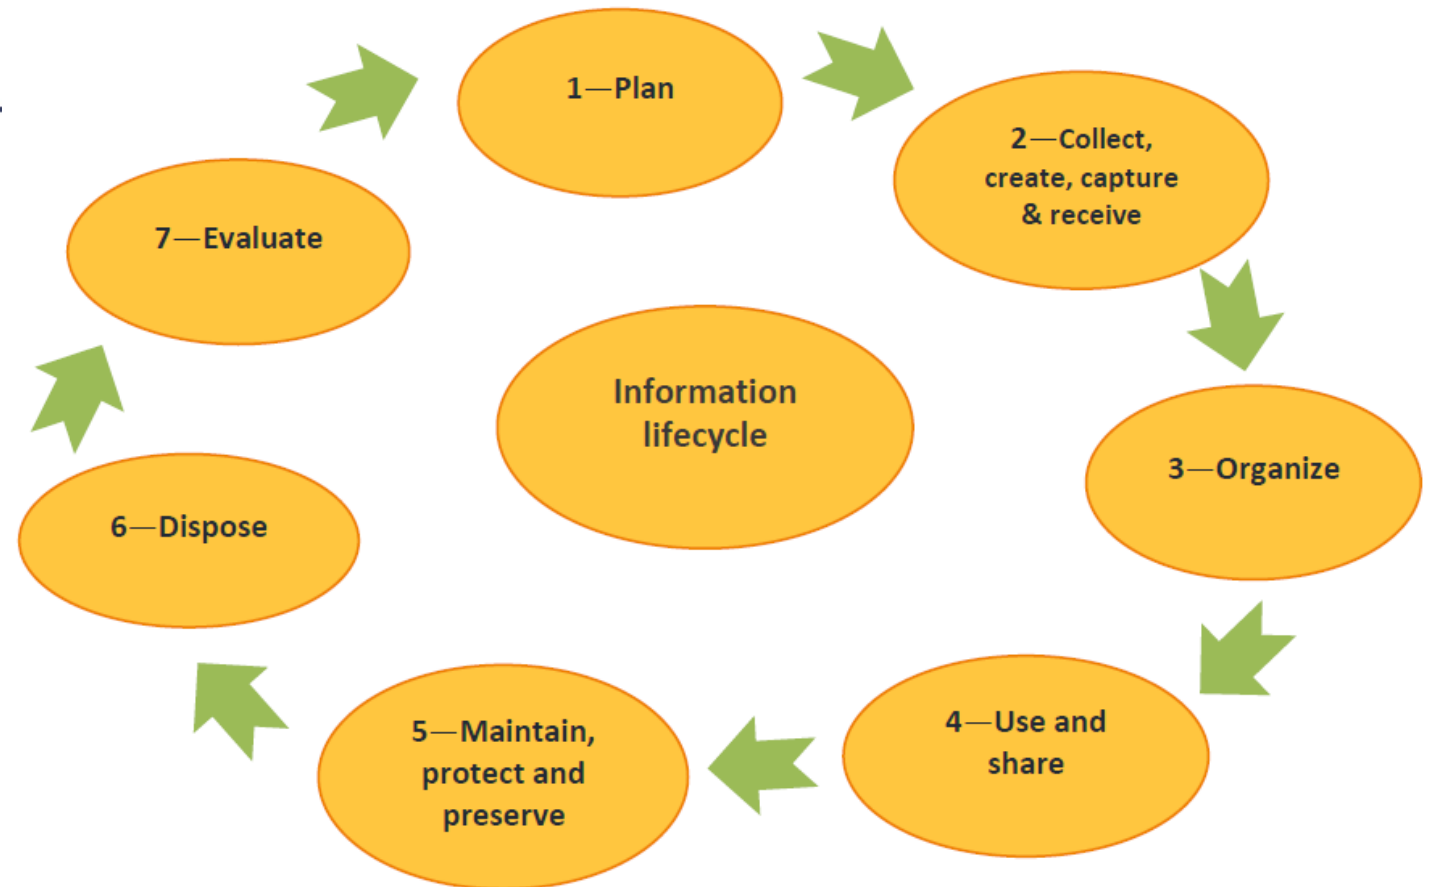 1—Plan
2—Collect,
create, capture
& receive
3—Organize
4—Use and
share
5—Maintain,
protect and
preserve
6—Dispose
7—Evaluate
Information
lifecycle